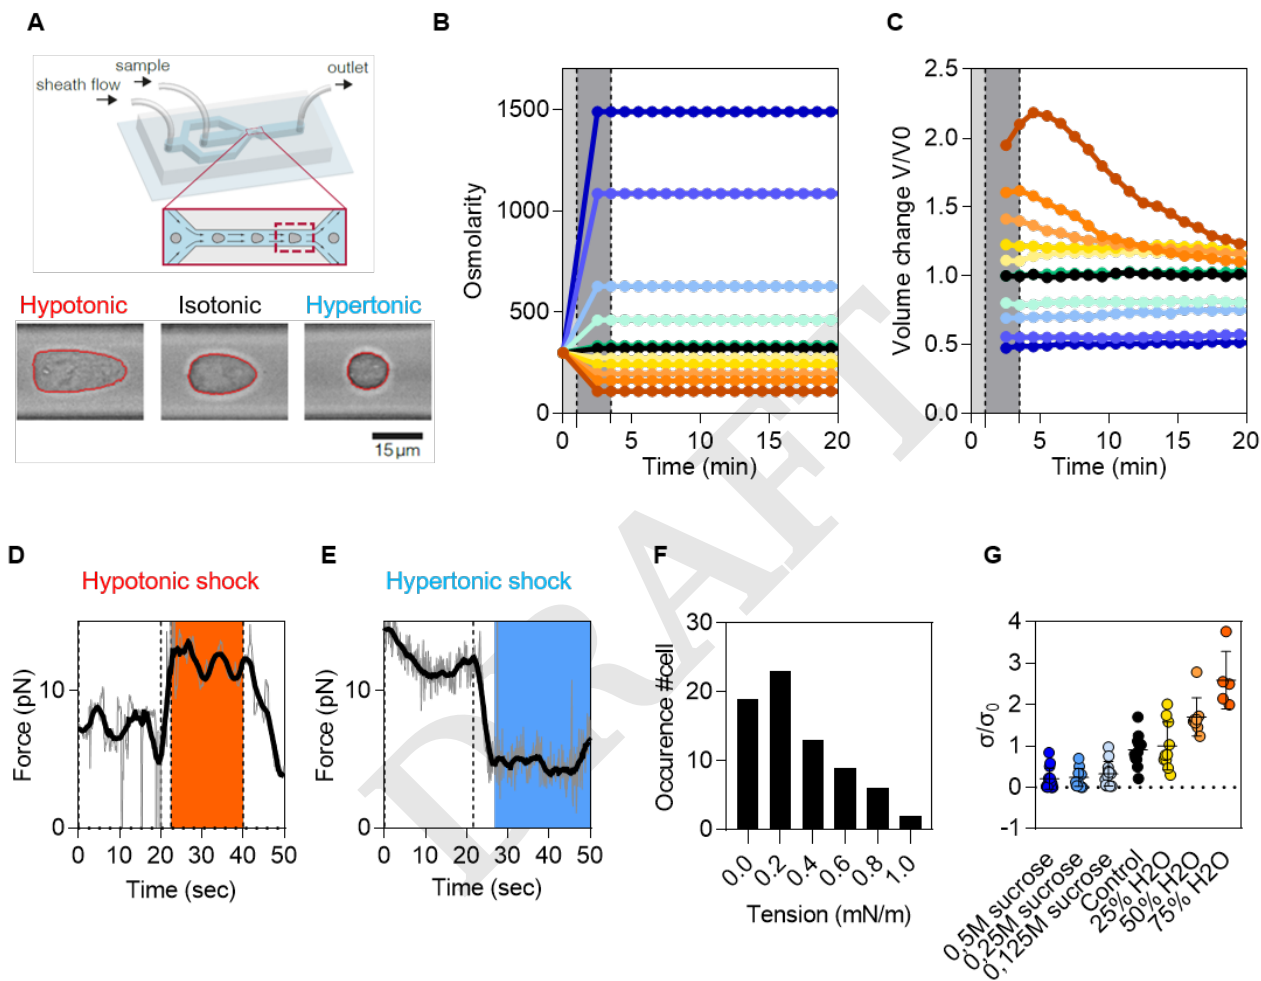 A
sample
sheath flow
outlet
Hypotonic
Isotonic
Hypertonic
15µm
B
Osmolarity
1500
1000
500
0
0
5
10
15
20
Time (min)
C
Volume change V/V0
2.5
2.0
1.5
1.0
0.5
0.0
0
5
10
15
20
Time (min)
D
Hypotonic shock
Force (pN)
10
0
0
10
20
30
40
50
Time (sec)
E
Hypertonic shock
Force (pN)
10
0
0
10
20
30
40
50
Time (sec)
F
Occurence #cell
30
20
10
0
0.0
0.2
0.4
0.6
0.8
1.0
Tension (mN/m)
G
σ/σ0
4
3
2
1
0
-1
0,5M sucrose
0,25M sucrose
0,125M sucrose
Control
25% H2O
50% H2O
75% H2O
DRAFT